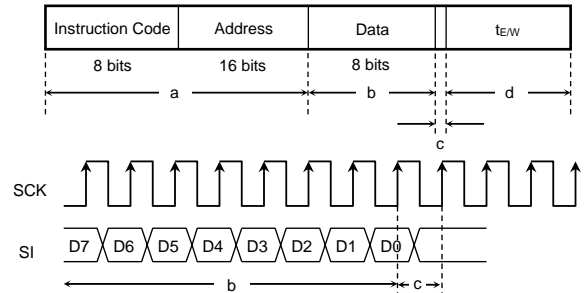 Instruction Code Address Data tE/W
8 bits 16 bits 8 bits
a b d
c
SCK
SI D7 D6 D5 D4 D3 D2 D1 D0
b c